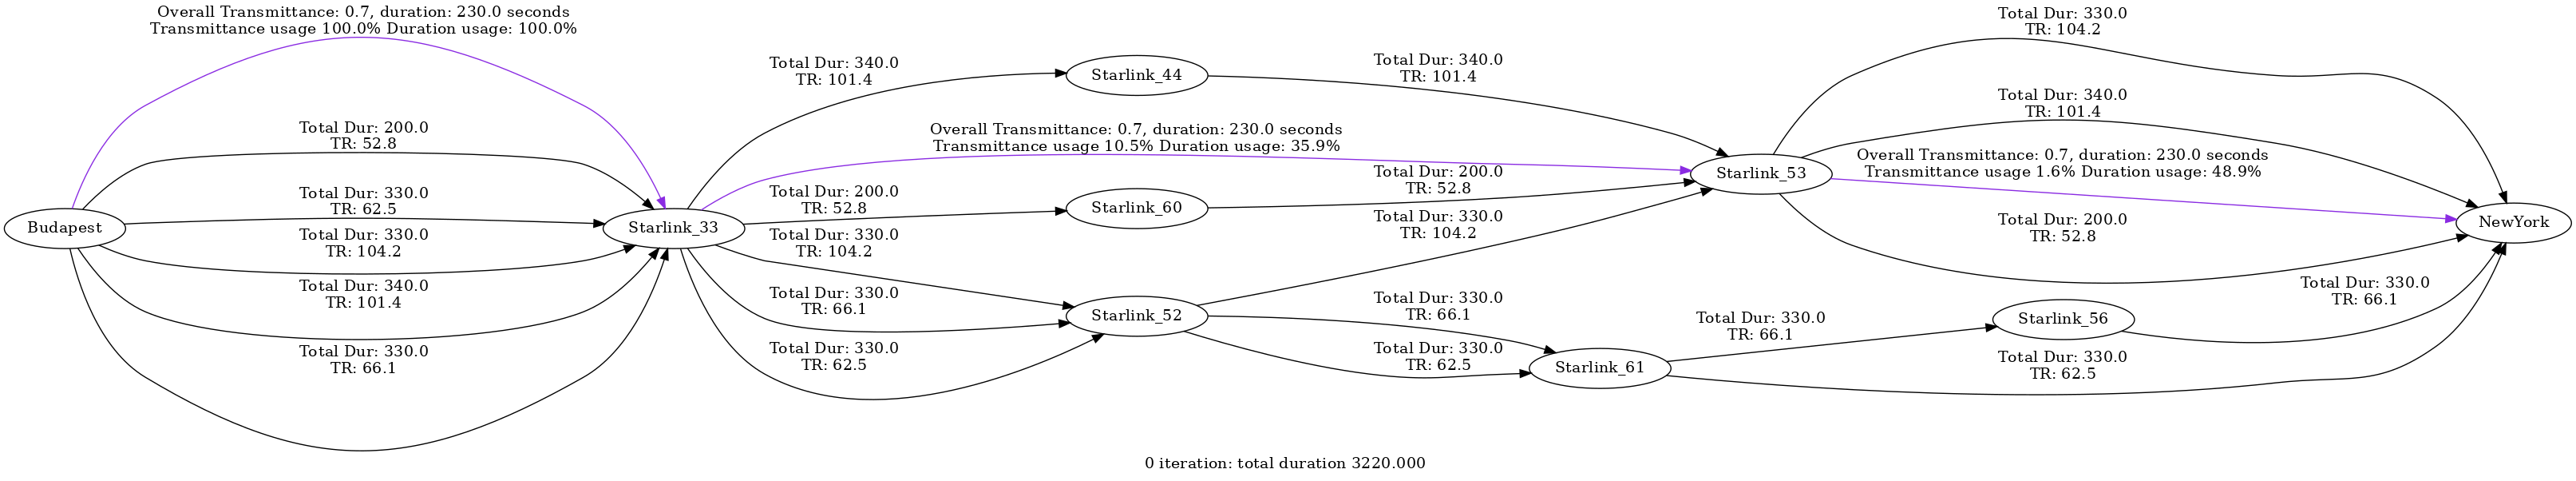 Overall Transmittance: 0.7, duration: 230.0 seconds
Transmittance usage 100.0% Duration usage: 100.0%
Total Dur: 200.0
TR: 52.8
Total Dur: 330.0
TR: 62.5
Total Dur: 330.0
TR: 104.2
Total Dur: 340.0
TR: 101.4
Total Dur: 330.0
TR: 66.1
Budapest
Starlink_33
Total Dur: 340.0
TR: 101.4
Overall Transmittance: 0.7, duration: 230.0 seconds
Transmittance usage 10.5% Duration usage: 35.9%
Total Dur: 200.0
TR: 52.8
Total Dur: 330.0
TR: 104.2
Total Dur: 330.0
TR: 66.1
Total Dur: 330.0
TR: 62.5
Starlink_44
Starlink_60
Starlink_52
Total Dur: 340.0
TR: 101.4
Total Dur: 200.0
TR: 52.8
Total Dur: 330.0
TR: 104.2
Total Dur: 330.0
TR: 66.1
Total Dur: 330.0
TR: 62.5
Starlink_53
Starlink_61
Total Dur: 330.0
TR: 104.2
Total Dur: 340.0
TR: 101.4
Overall Transmittance: 0.7, duration: 230.0 seconds
Transmittance usage 1.6% Duration usage: 48.9%
Total Dur: 200.0
TR: 52.8
Total Dur: 330.0
TR: 66.1
Starlink_56
Total Dur: 330.0
TR: 66.1
Total Dur: 330.0
TR: 62.5
NewYork
0 iteration: total duration 3220.000